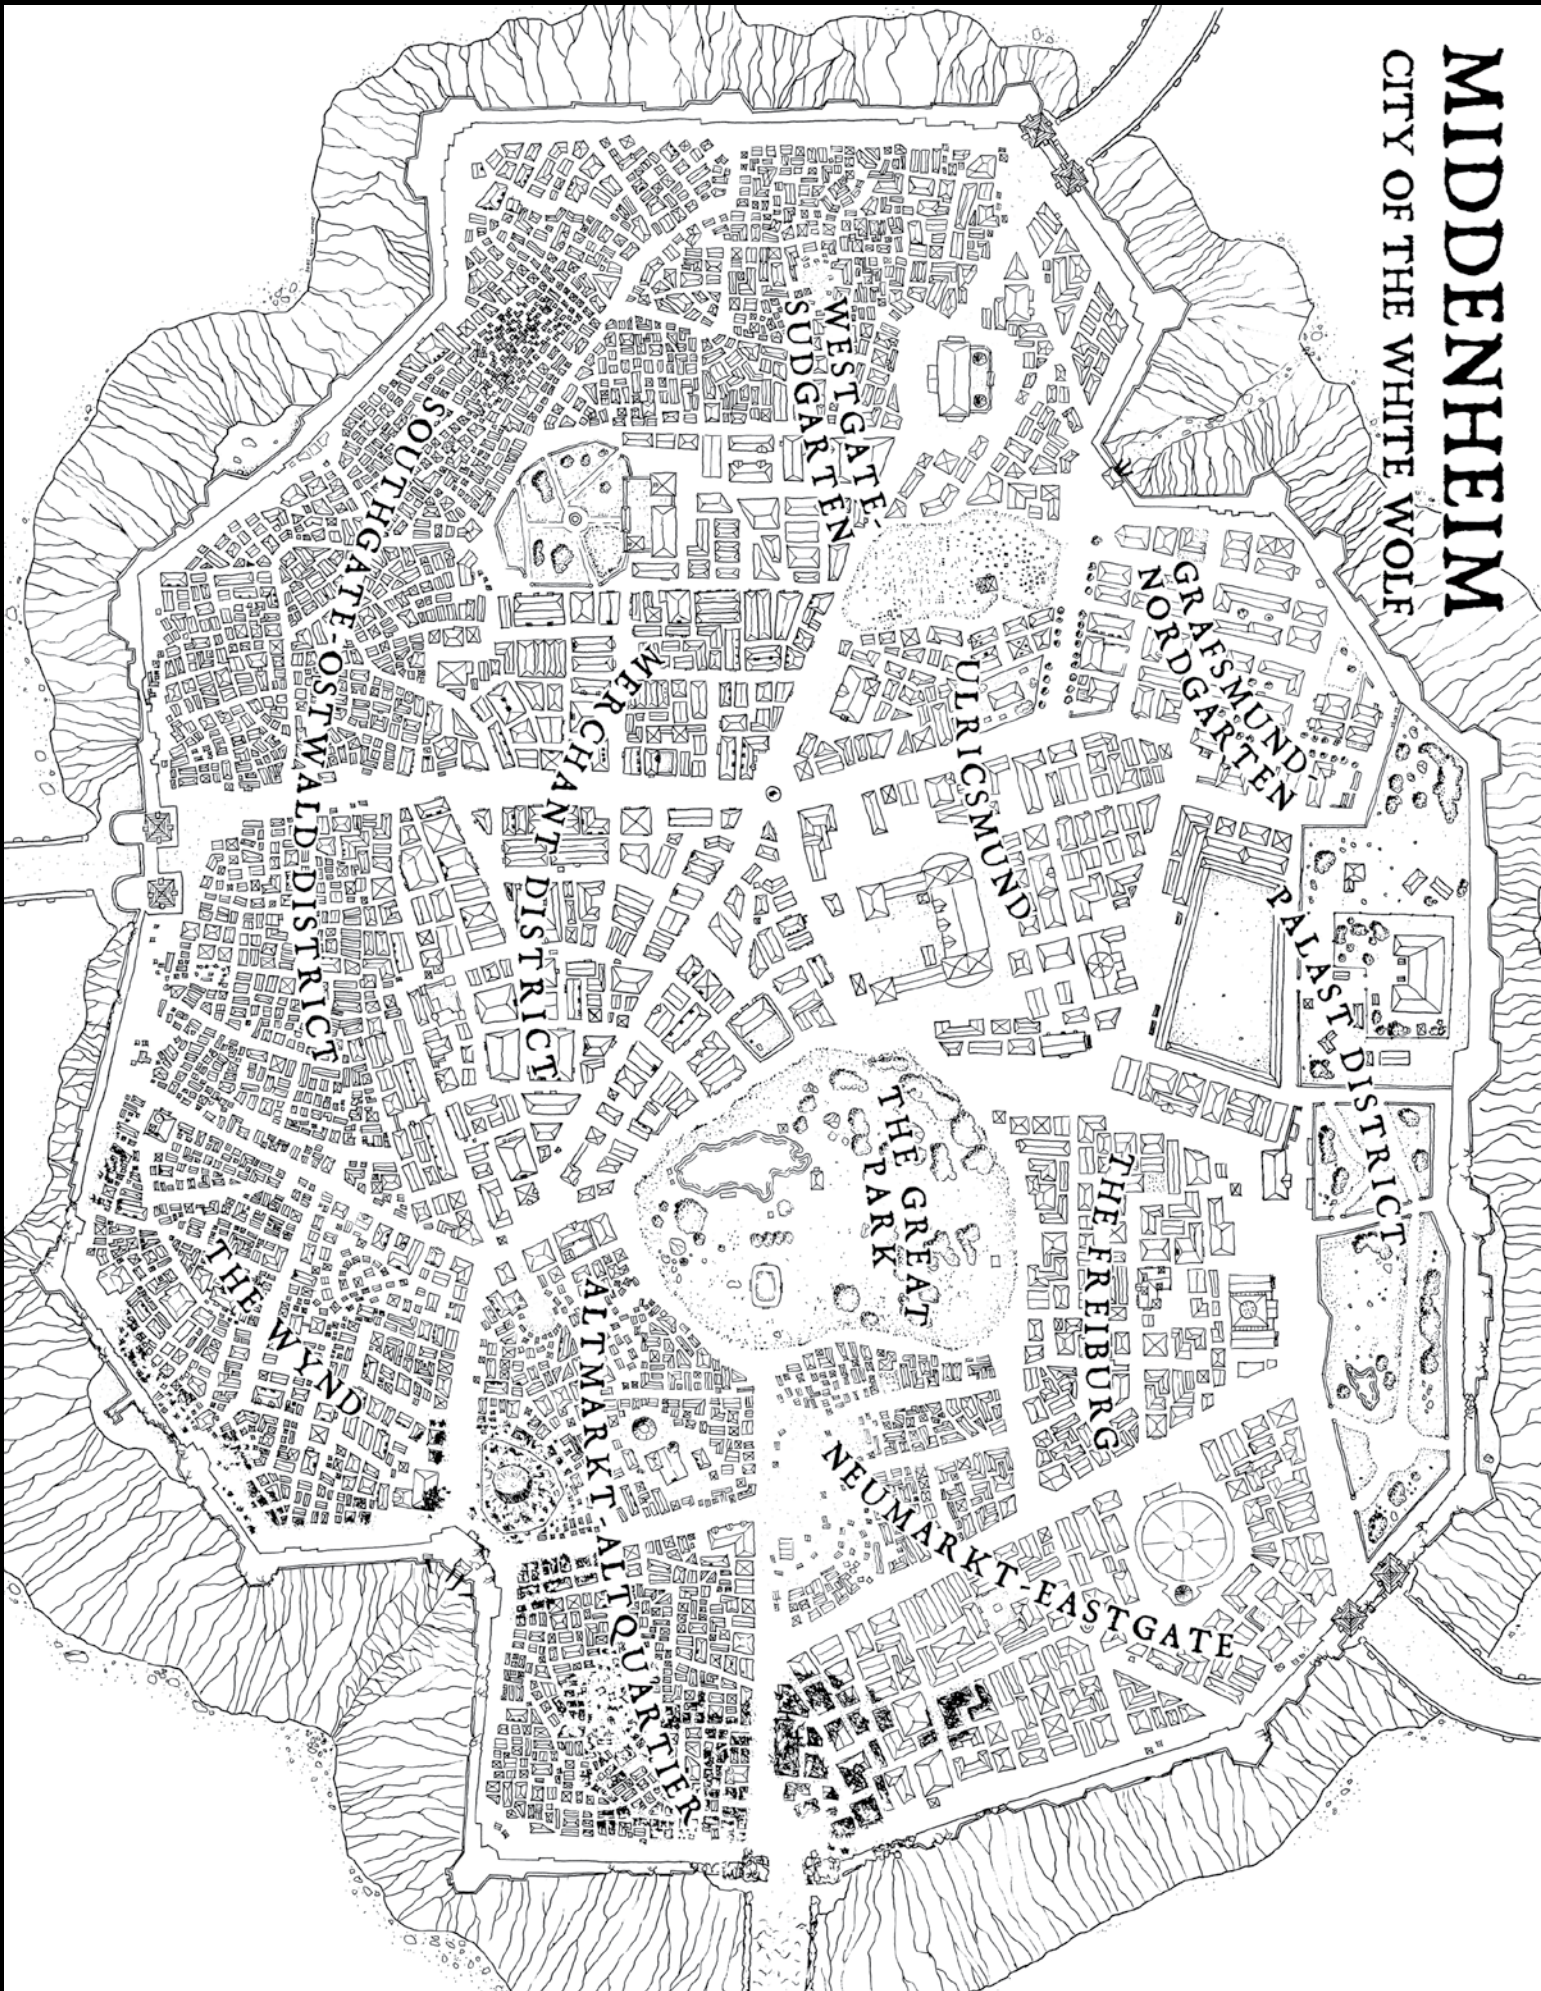 MIDDENHEIM
CITY OF THE WHITE WOLF
GRAFSMUND-
NORDGARTEN
PALAST DISTRICT
WESTGATE-
SUDGARTEN
ULRICSMUND
THE FREIBURG
THE GREAT
PARK
NEUMARKT-EASTGATE
MERCHANT DISTRICT
SOUTHGATE-OSTWALD DISTRICT
ALTMARKT-ALTQUARTIER
THE WYND